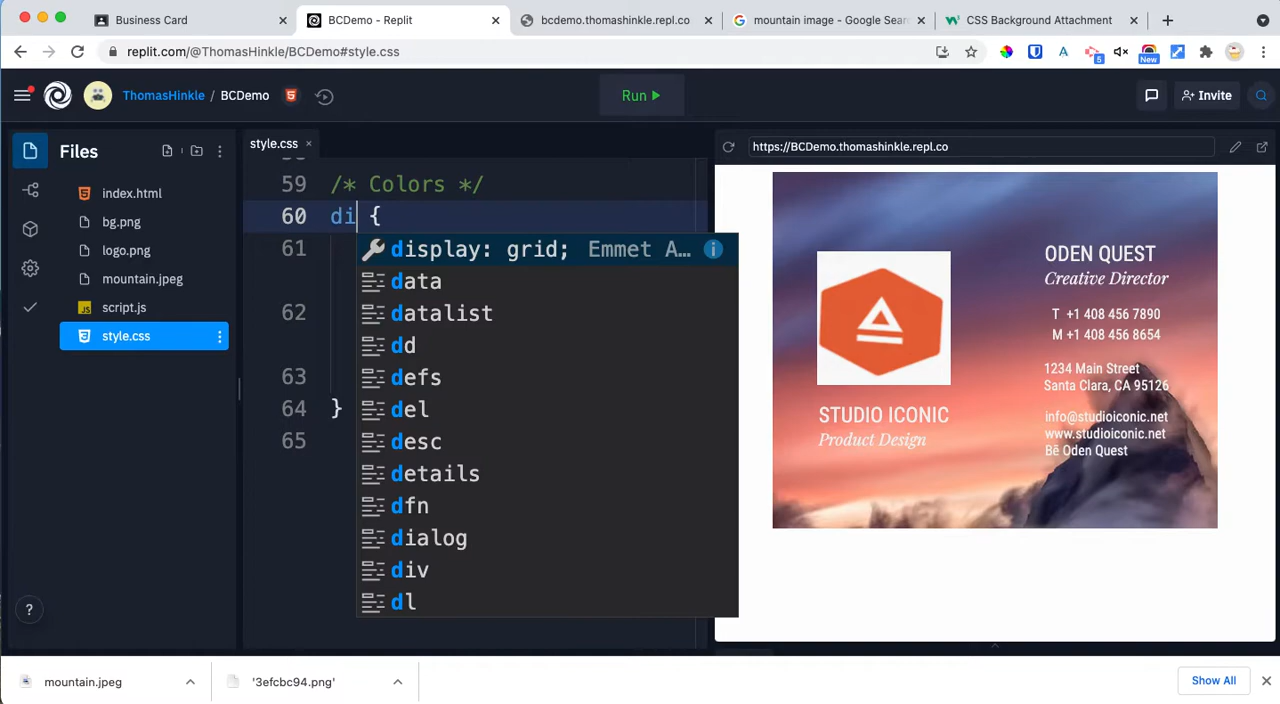 Business Card ×
BCDemo - Replit ×
bcdemo.thomashinkle.repl.co ×
mountain image - Google Sear ×
CSS Background Attachment ×
+
replit.com/@ThomasHinkle/BCDemo#style.css
5
New
ThomasHinkle / BCDemo
Run
Invite
Files
index.html
bg.png
logo.png
mountain.jpeg
script.js
style.css
?
style.css ×
59 /* Colors */
60 di {
61
62
63
64 }
65
display: grid; Emmet A…
data
datalist
dd
defs
del
desc
details
dfn
dialog
div
dl
https://BCDemo.thomashinkle.repl.co
STUDIO ICONIC
Product Design
ODEN QUEST
Creative Director
T +1 408 456 7890
M +1 408 456 8654
1234 Main Street
Santa Clara, CA 95126
info@studioiconic.net
www.studioiconic.net
Bē Oden Quest
mountain.jpeg
'3efcbc94.png'
Show All